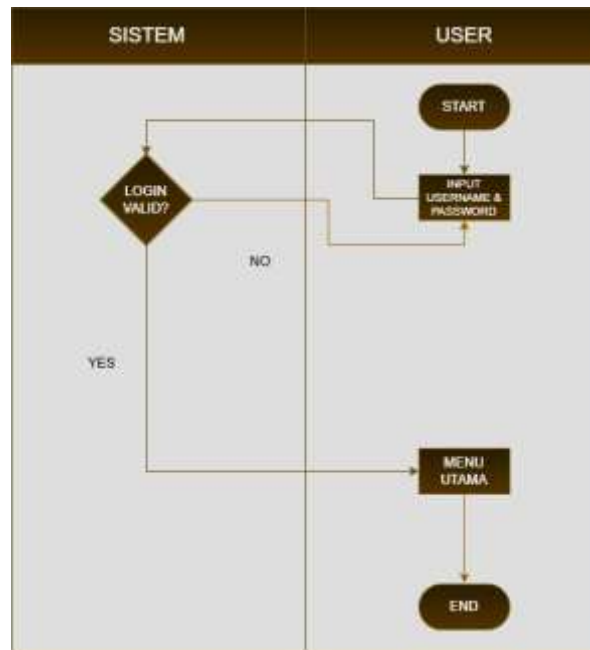 SISTEM
USER
START
INPUT
USERNAME &
PASSWORD
LOGIN
VALID?
NO
YES
MENU
UTAMA
END